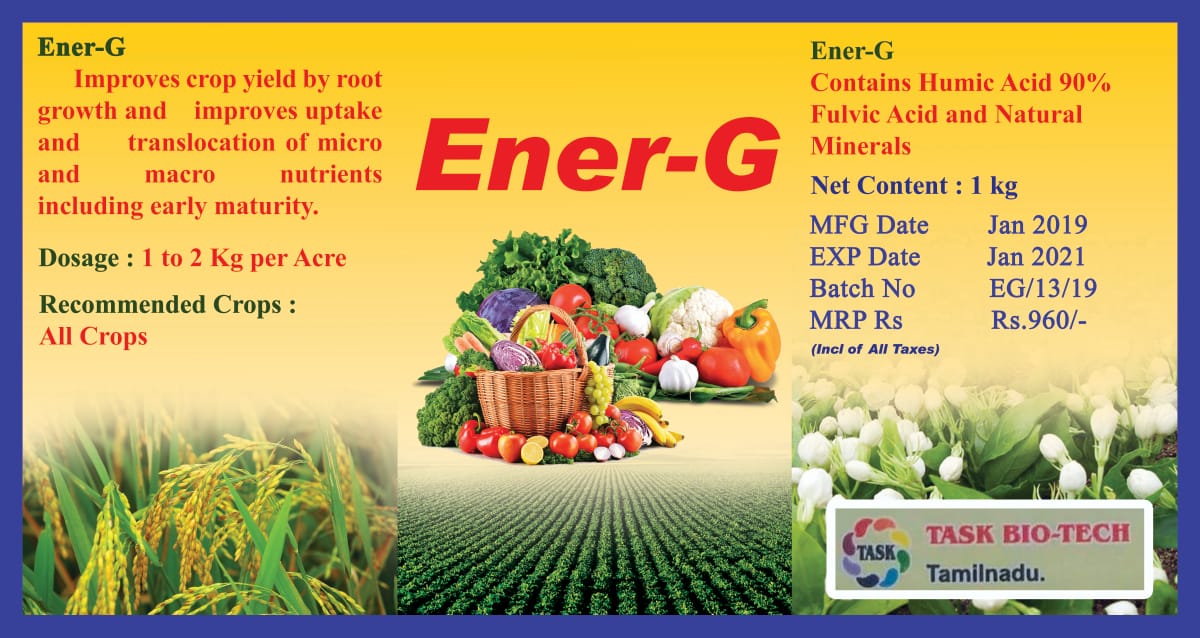 Ener-G
Improves crop yield by root
growth and improves uptake
and translocation of micro
and macro nutrients
including early maturity.
Dosage : 1 to 2 Kg per Acre
Recommended Crops :
All Crops
Ener-G
Ener-G
Contains Humic Acid 90%
Fulvic Acid and Natural
Minerals
Net Content : 1 kg
MFG Date Jan 2019
EXP Date Jan 2021
Batch No EG/13/19
MRP Rs Rs.960/-
(Incl of All Taxes)
TASK
TASK BIO-TECH
Tamilnadu.